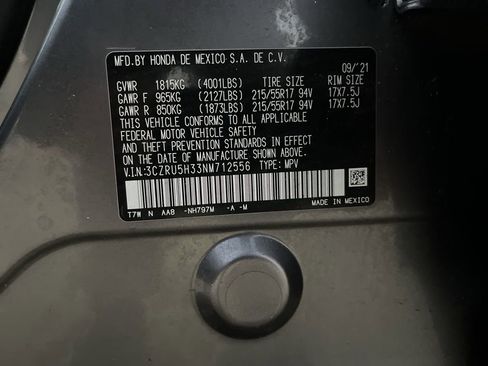 MFD.BY HONDA DE MEXICO S.A. DE C.V.
09/'21
GVWR 1815KG (4001LBS) TIRE SIZE RIM SIZE
GAWR F 965KG (2127LBS) 215/55R17 94V 17X7.5J
GAWR R 850KG (1873LBS) 215/55R17 94V 17X7.5J
THIS VEHICLE CONFORMS TO ALL APPLICABLE
FEDERAL MOTOR VEHICLE SAFETY
AND THEFT PREVENTION STANDARDS IN EFFECT
ON THE DATE OF MANUFACTURE SHOWN ABOVE.
V.I.N:3CZRU5H33NM712556 TYPE: MPV
T7W N AA8 -NH797M -A -M MADE IN MEXICO